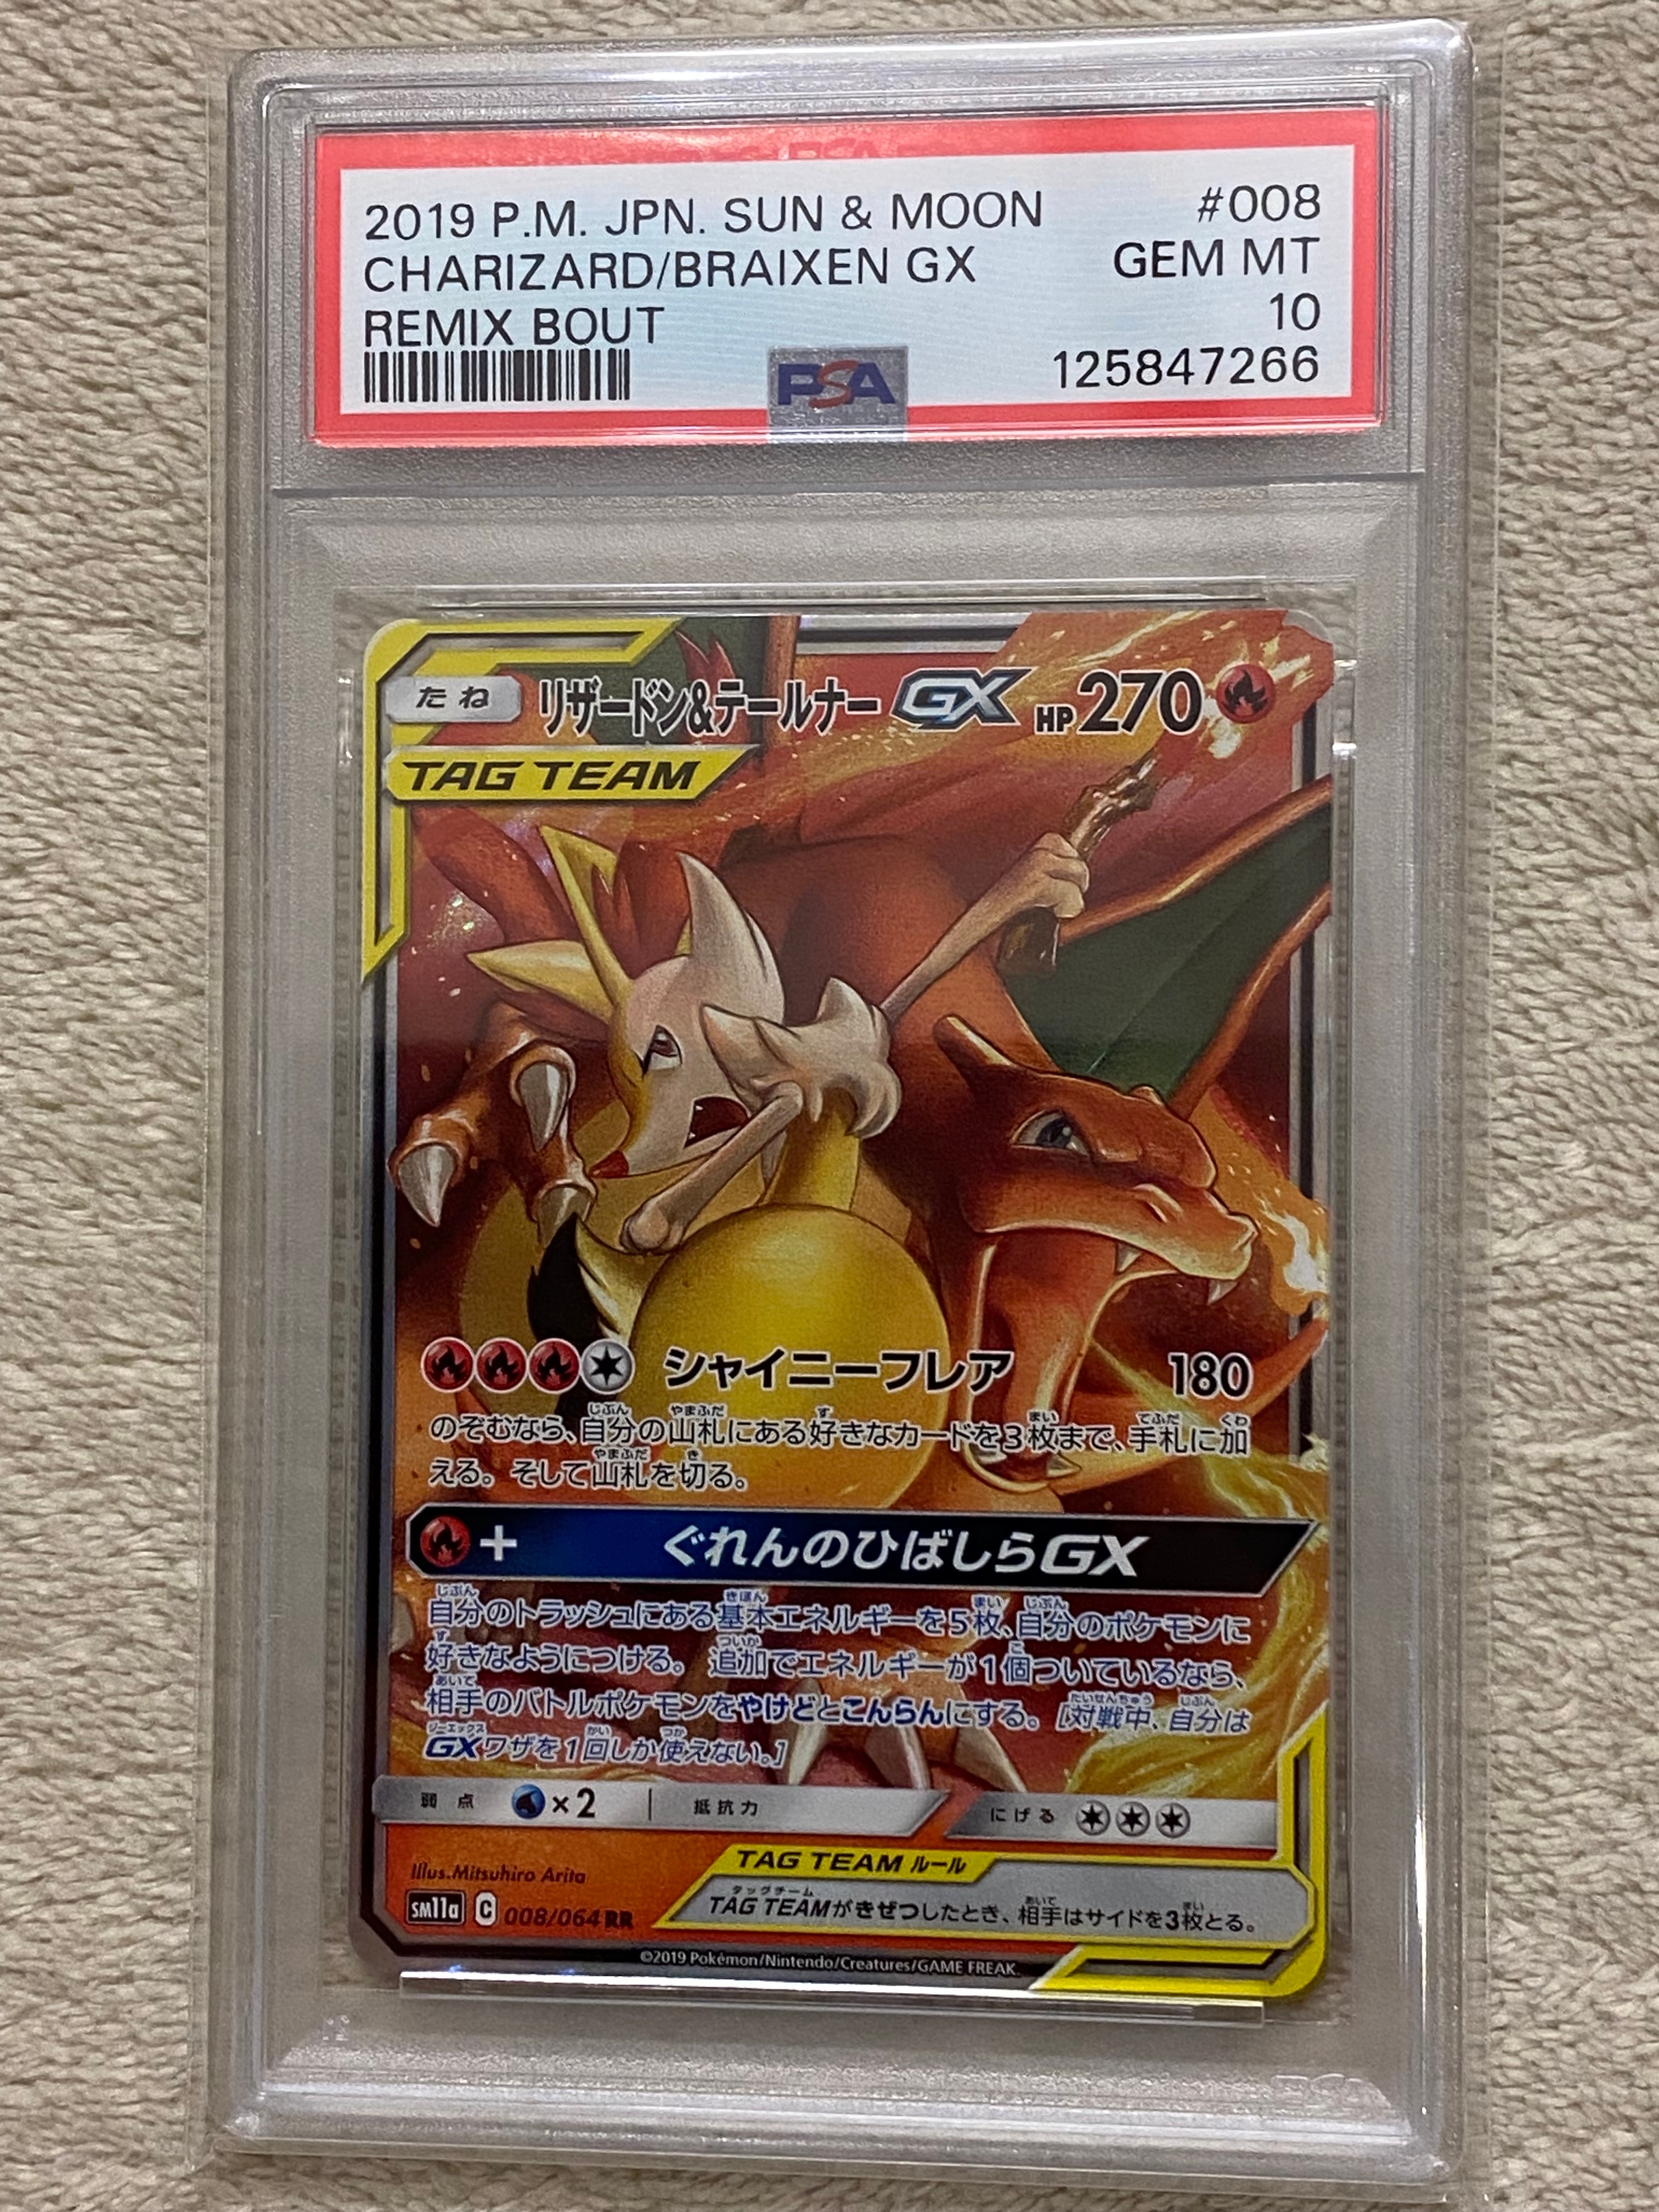 2019 P.M. JPN. SUN & MOON #008
CHARIZARD/BRAIXEN GX GEM MT
REMIX BOUT 10
PSA 125847266
たね リザードン&テールナーGX HP270
TAG TEAM
シャイニーフレア 180
のぞむなら、自分の山札にある好きなカードを3枚まで、手札に加
える。そして山札を切る。
+ ぐれんのひばしらGX
自分のトラッシュにある基本エネルギーを5枚、自分のポケモンに
好きなようにつける。追加でエネルギーが1個ついているなら、
相手のバトルポケモンをやけどとこんらんにする。[対戦中、自分は
GXワザを1回しか使えない。]
弱点 ×2 抵抗力 にげる
Illus.Mitsuhiro Arita
TAG TEAM ルール
TAG TEAMがきぜつしたとき、相手はサイドを3枚とる。
SM11a C 008/064 RR
©2019 Pokémon/Nintendo/Creatures/GAME FREAK.